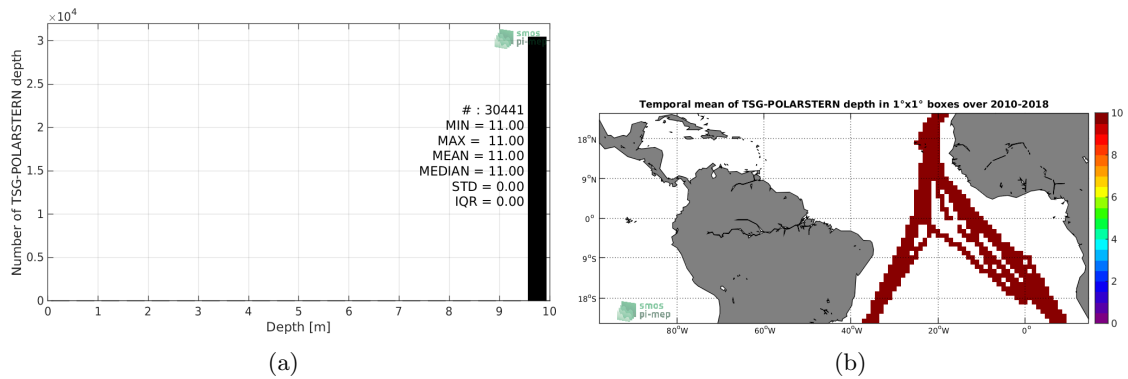 ×10⁴
3
2.5
2
1.5
1
0.5
0
Number of TSG-POLARSTERN depth
smos
pi-mep
# : 30441
MIN = 11.00
MAX = 11.00
MEAN = 11.00
MEDIAN = 11.00
STD = 0.00
IQR = 0.00
0 1 2 3 4 5 6 7 8 9 10
Depth [m]
(a)
Temporal mean of TSG-POLARSTERN depth in 1°x1° boxes over 2010-2018
18°N
9°N
0°
9°S
18°S
smos
pi-mep
80°W 60°W 40°W 20°W 0°
10
8
6
4
2
0
(b)